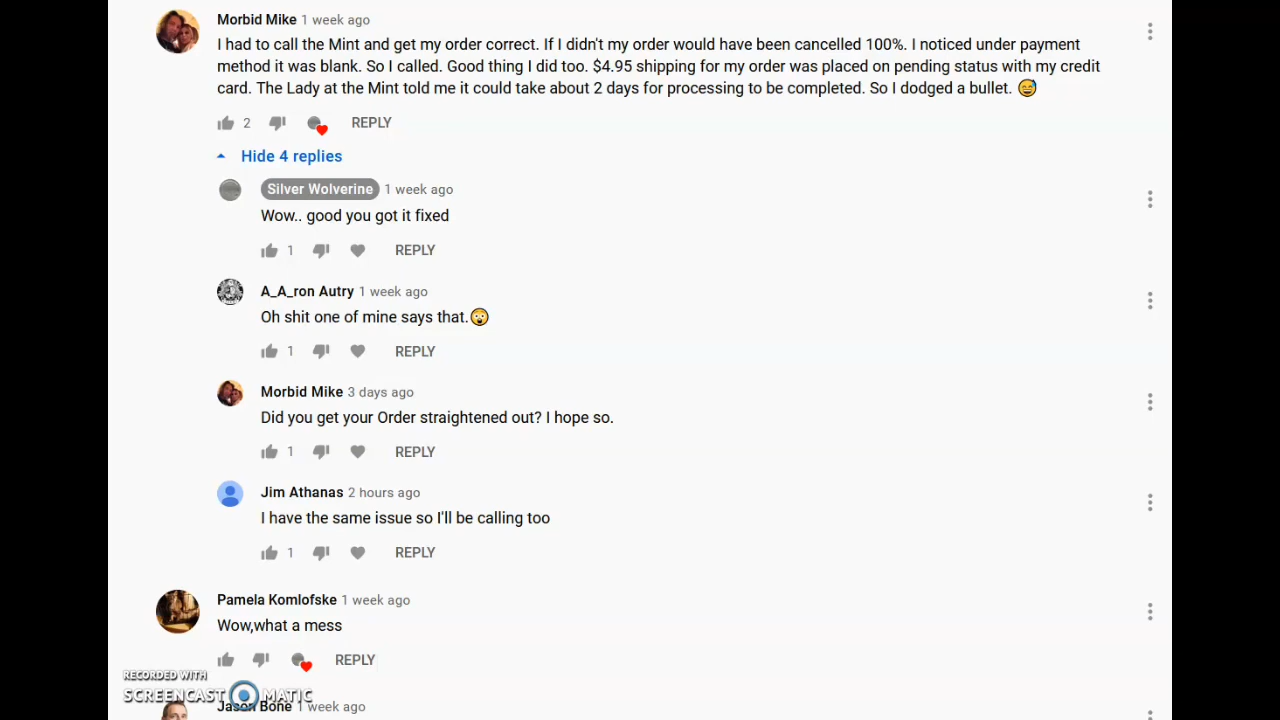 Morbid Mike 1 week ago
I had to call the Mint and get my order correct. If I didn't my order would have been cancelled 100%. I noticed under payment
method it was blank. So I called. Good thing I did too. $4.95 shipping for my order was placed on pending status with my credit
card. The Lady at the Mint told me it could take about 2 days for processing to be completed. So I dodged a bullet. 😅
2 REPLY
Hide 4 replies
Silver Wolverine 1 week ago
Wow.. good you got it fixed
1 REPLY
A_A_ron Autry 1 week ago
Oh shit one of mine says that.😲
1 REPLY
Morbid Mike 3 days ago
Did you get your Order straightened out? I hope so.
1 REPLY
Jim Athanas 2 hours ago
I have the same issue so I'll be calling too
1 REPLY
Pamela Komlofske 1 week ago
Wow,what a mess
REPLY
RECORDED WITH
SCREENCAST MATIC
Jason Bone 1 week ago